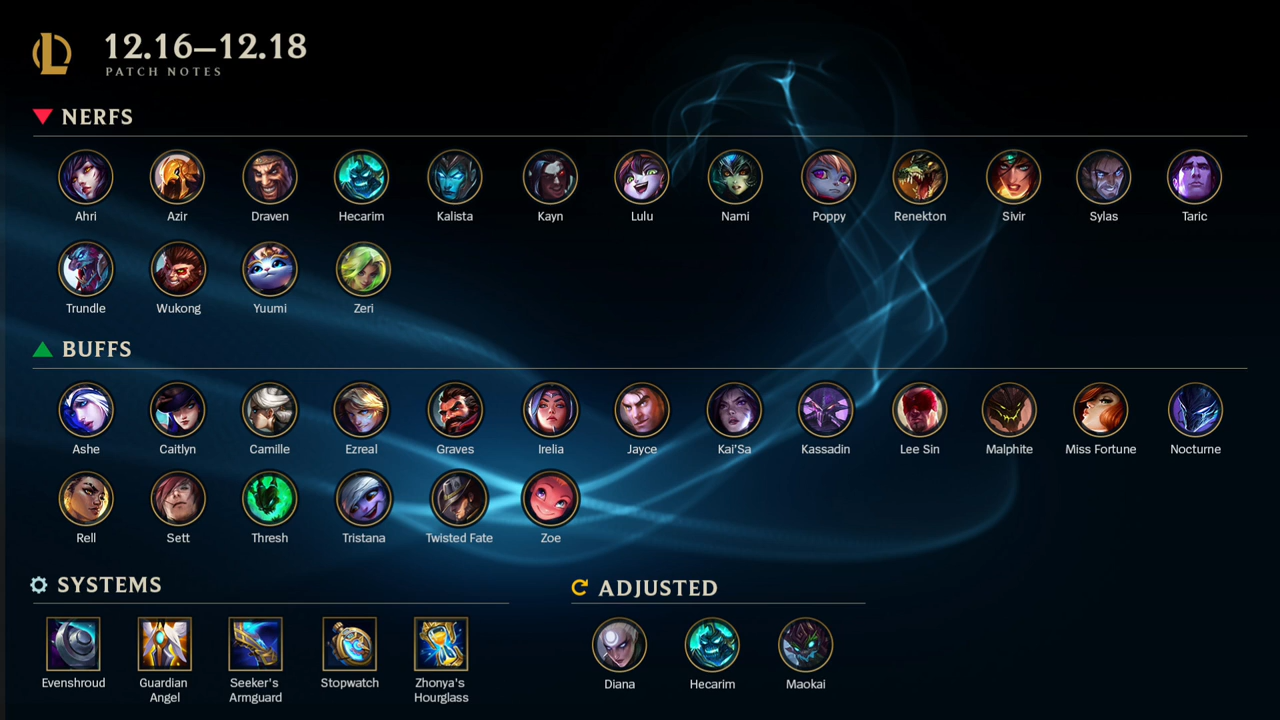 12.16—12.18
PATCH NOTES
NERFS
Ahri Azir Draven Hecarim Kalista Kayn Lulu Nami Poppy Renekton Sivir Sylas Taric
Trundle Wukong Yuumi Zeri
BUFFS
Ashe Caitlyn Camille Ezreal Graves Irelia Jayce Kai'Sa Kassadin Lee Sin Malphite Miss Fortune Nocturne
Rell Sett Thresh Tristana Twisted Fate Zoe
SYSTEMS
Evenshroud Guardian Seeker's Stopwatch Zhonya's
Angel Armguard Hourglass
ADJUSTED
Diana Hecarim Maokai